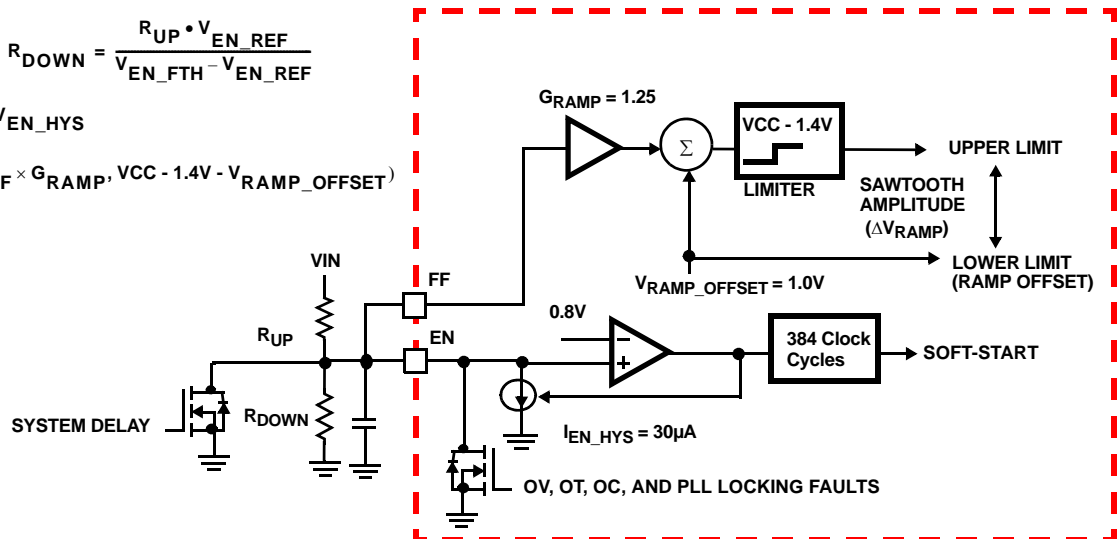 R_DOWN = R_UP • V_EN_REF / V_EN_FTH − V_EN_REF
EN_HYS
F × G_RAMP, VCC - 1.4V - V_RAMP_OFFSET)
G_RAMP = 1.25
Σ
VCC - 1.4V
LIMITER
UPPER LIMIT
SAWTOOTH
AMPLITUDE
(ΔV_RAMP)
LOWER LIMIT
(RAMP OFFSET)
V_RAMP_OFFSET = 1.0V
VIN
FF
R_UP
EN
0.8V
−
+
384 Clock
Cycles
SOFT-START
SYSTEM DELAY
R_DOWN
I_EN_HYS = 30µA
OV, OT, OC, AND PLL LOCKING FAULTS